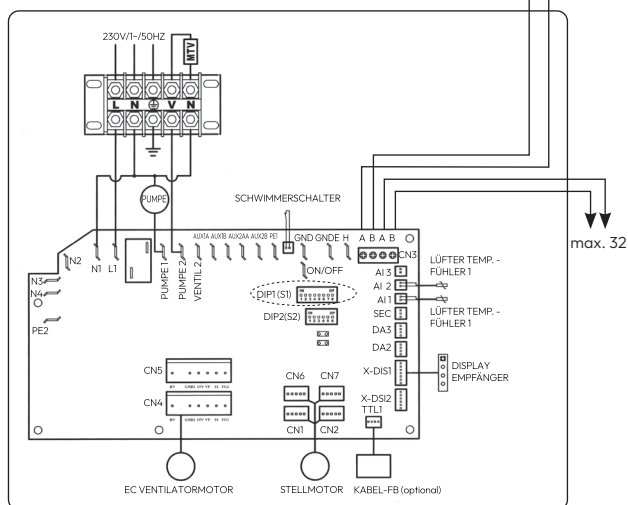 230V/1~/50HZ
MTV
L N V N
PUMPE
SCHWIMMERSCHALTER
AUX1A AUX1B AUX2AA AUX2B PE1 GND GNDE H A B A B
CN3
max. 32
N2
N1 L1
PUMPE 1
PUMPE 2
VENTIL 2
ON/OFF
N3
N4
PE2
DIP1 (S1)
DIP2(S2)
AI 3
AI 2
AI 1
SEC
DA3
DA2
X-DIS1
X-DSI2
TTL1
LÜFTER TEMP. -
FÜHLER 1
LÜFTER TEMP. -
FÜHLER 1
DISPLAY
EMPFÄNGER
CN5
CN4
CN6 CN7
CN1 CN2
EC VENTILATORMOTOR
STELLMOTOR
KABEL-FB (optional)